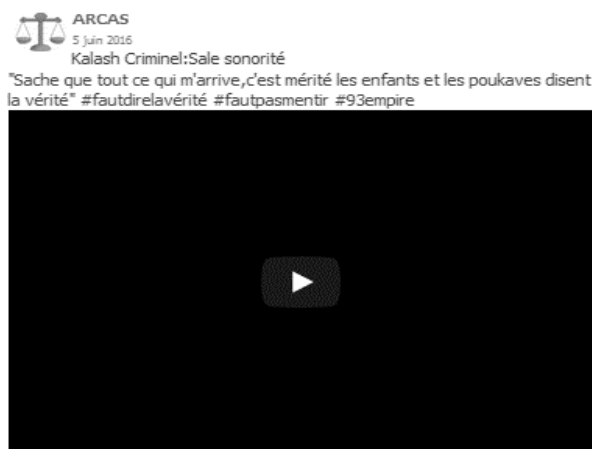 ARCAS
5 juin 2016
Kalash Criminel:Sale sonorité
"Sache que tout ce qui m'arrive,c'est mérité les enfants et les poukaves disent
la vérité" #fautdirelavérité #fautpasmentir #93empire